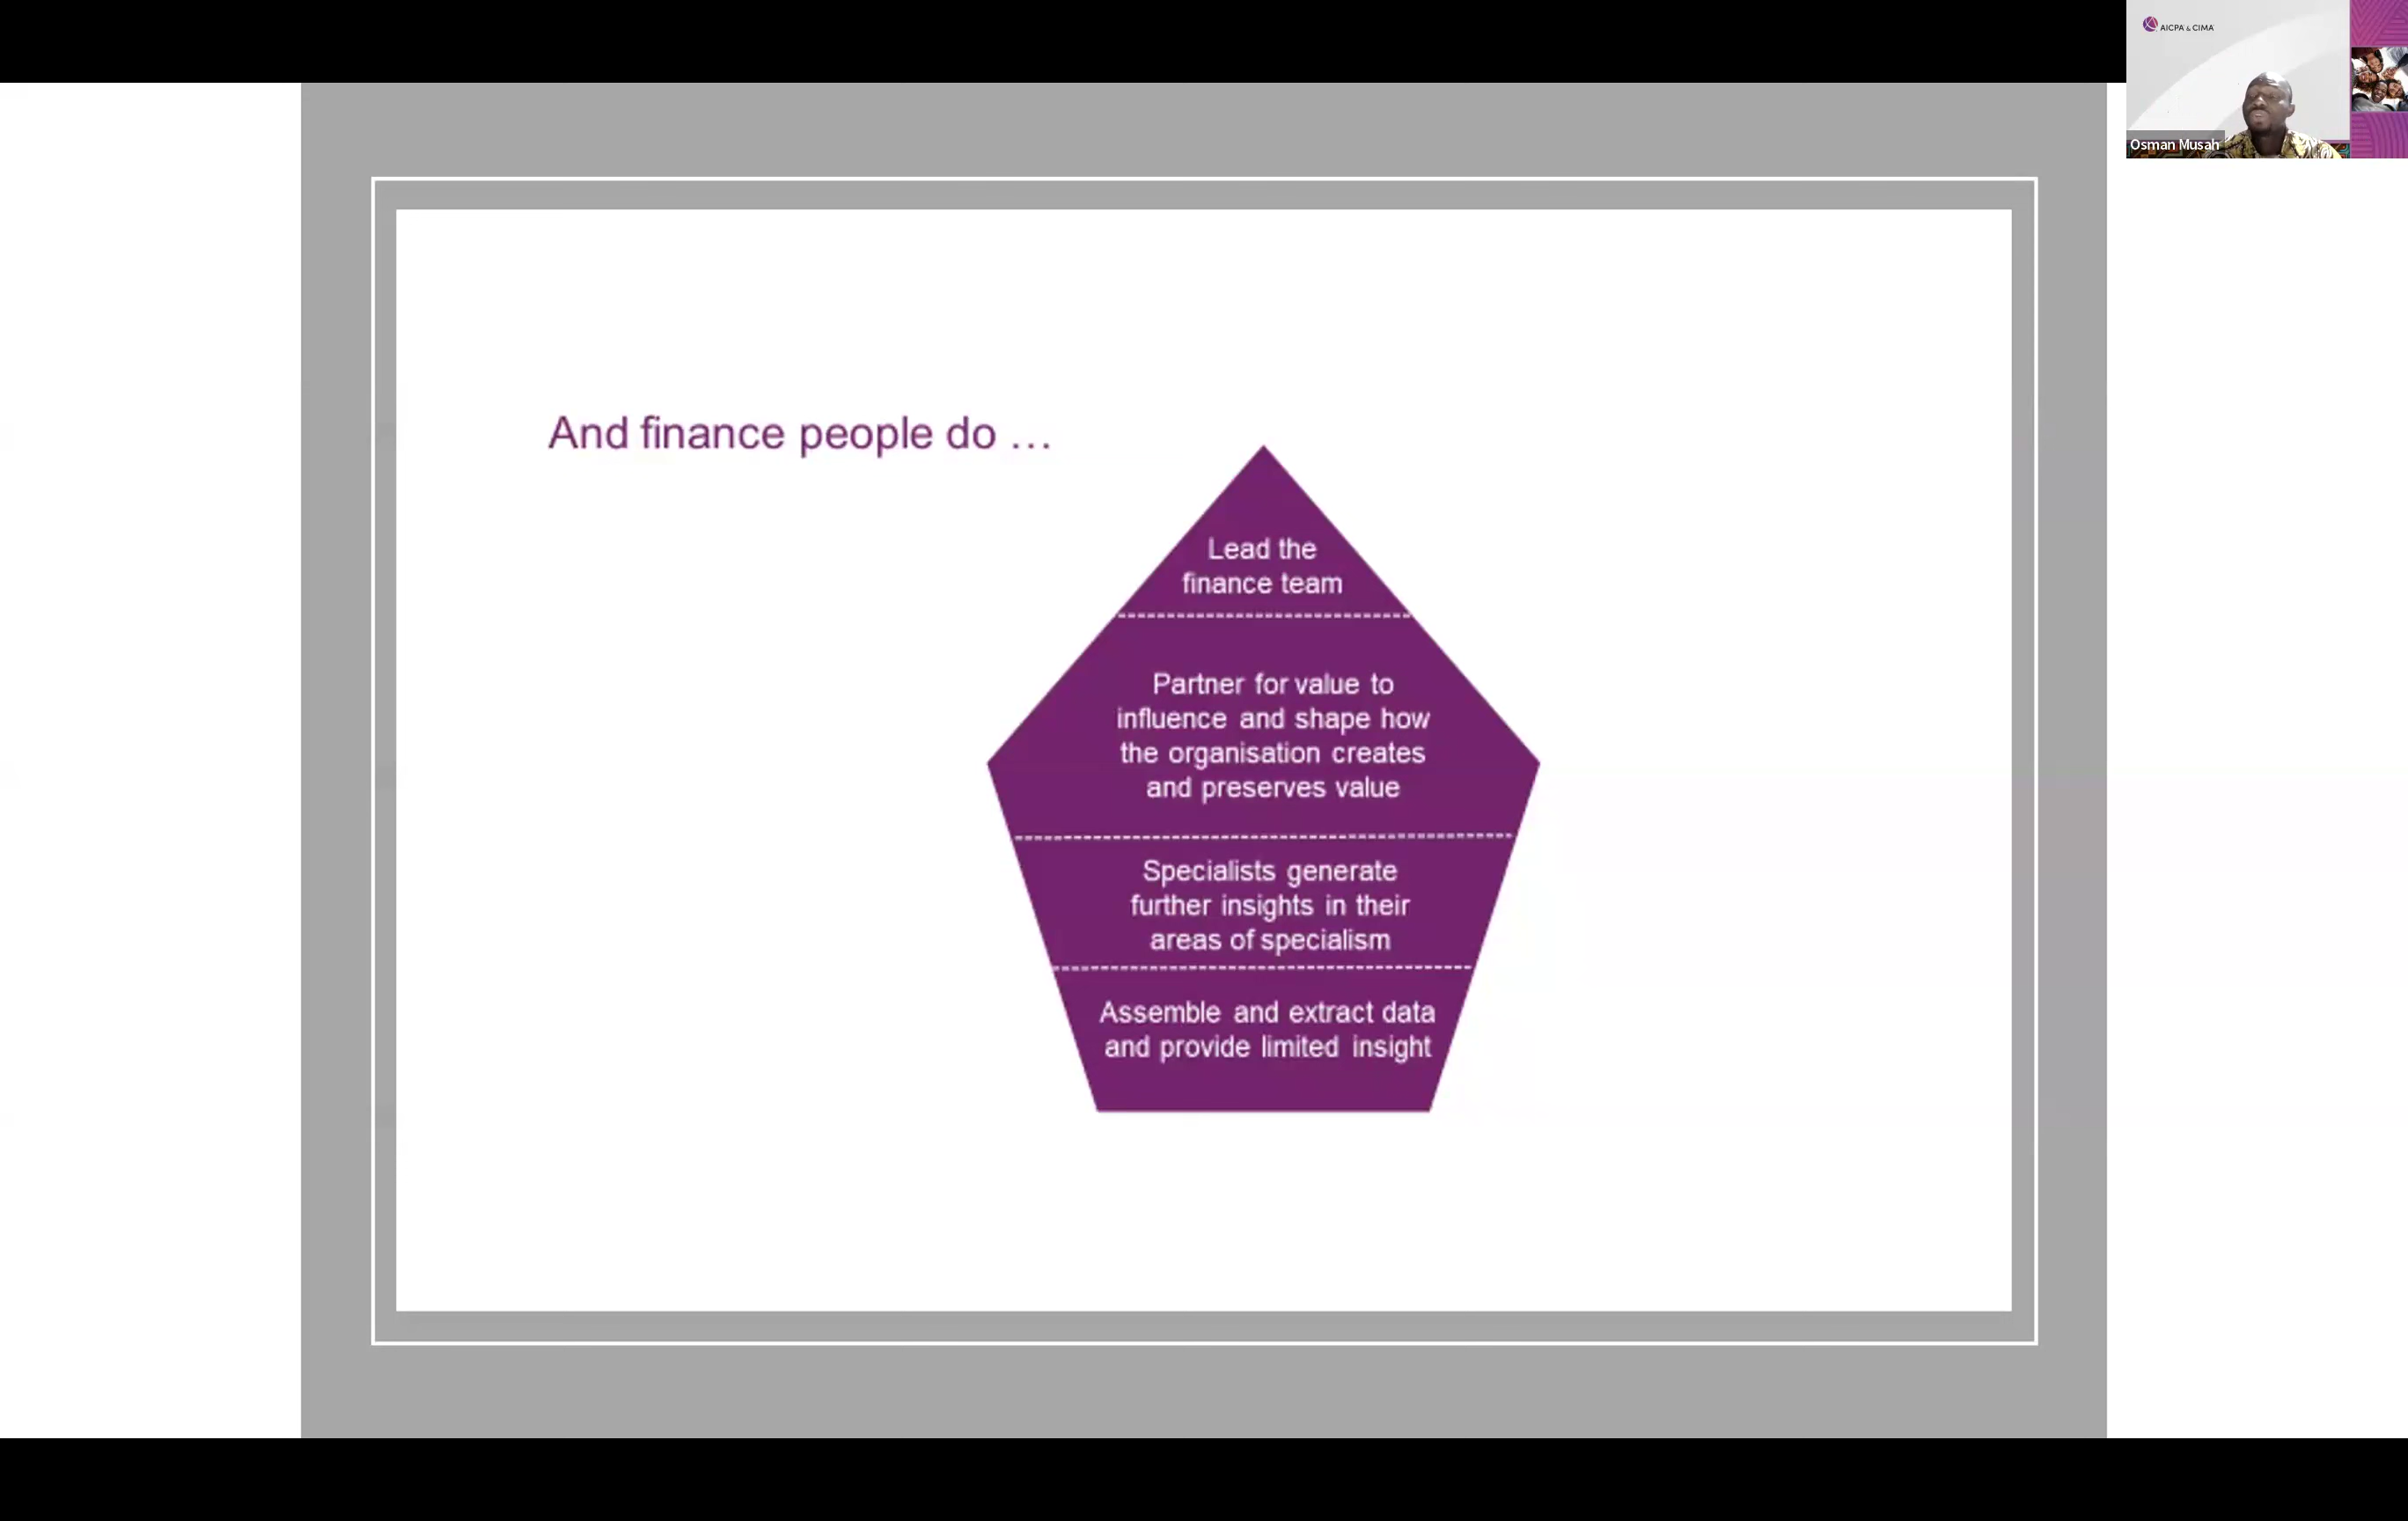 AICPA & CIMA
Osman Musah
And finance people do …
Lead the
finance team
Partner for value to
influence and shape how
the organisation creates
and preserves value
Specialists generate
further insights in their
areas of specialism
Assemble and extract data
and provide limited insight